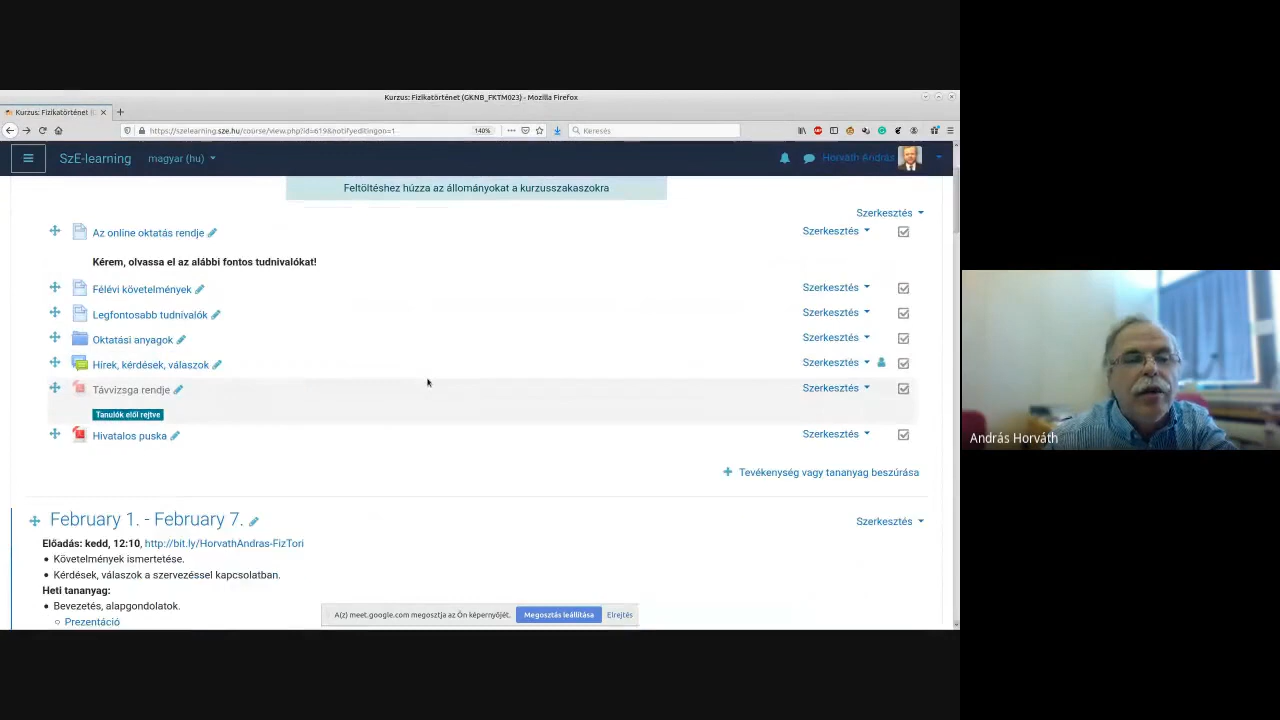 Kurzus: Fizikatörténet (GKNB_FKTM023) - Mozilla Firefox
Kurzus: Fizikatörténet
https://szelearning.sze.hu/course/view.php?id=619&notifyeditingon=1
140%
Keresés
SzE-learning
magyar (hu)
Horváth András
Feltöltéshez húzza az állományokat a kurzusszakaszokra
Szerkesztés
Az online oktatás rendje
Szerkesztés
Kérem, olvassa el az alábbi fontos tudnivalókat!
Félévi követelmények
Szerkesztés
Legfontosabb tudnivalók
Szerkesztés
Oktatási anyagok
Szerkesztés
Hírek, kérdések, válaszok
Szerkesztés
Távvizsga rendje
Szerkesztés
Tanulók elől rejtve
Hivatalos puska
Szerkesztés
Tevékenység vagy tananyag beszúrása
February 1. - February 7.
Szerkesztés
Előadás: kedd, 12:10, http://bit.ly/HorvathAndras-FizTori
• Követelmények ismertetése.
• Kérdések, válaszok a szervezéssel kapcsolatban.
Heti tananyag:
• Bevezetés, alapgondolatok.
Prezentáció
A(z) meet.google.com megosztja az Ön képernyőjét.
Megosztás leállítása
Elrejtés
András Horváth